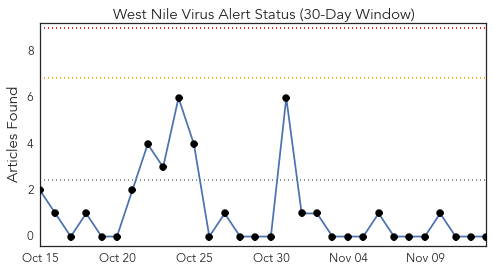 West Nile Virus Alert Status (30-Day Window)
Articles Found
8
6
4
2
0
Oct 15
Oct 20
Oct 25
Oct 30
Nov 04
Nov 09